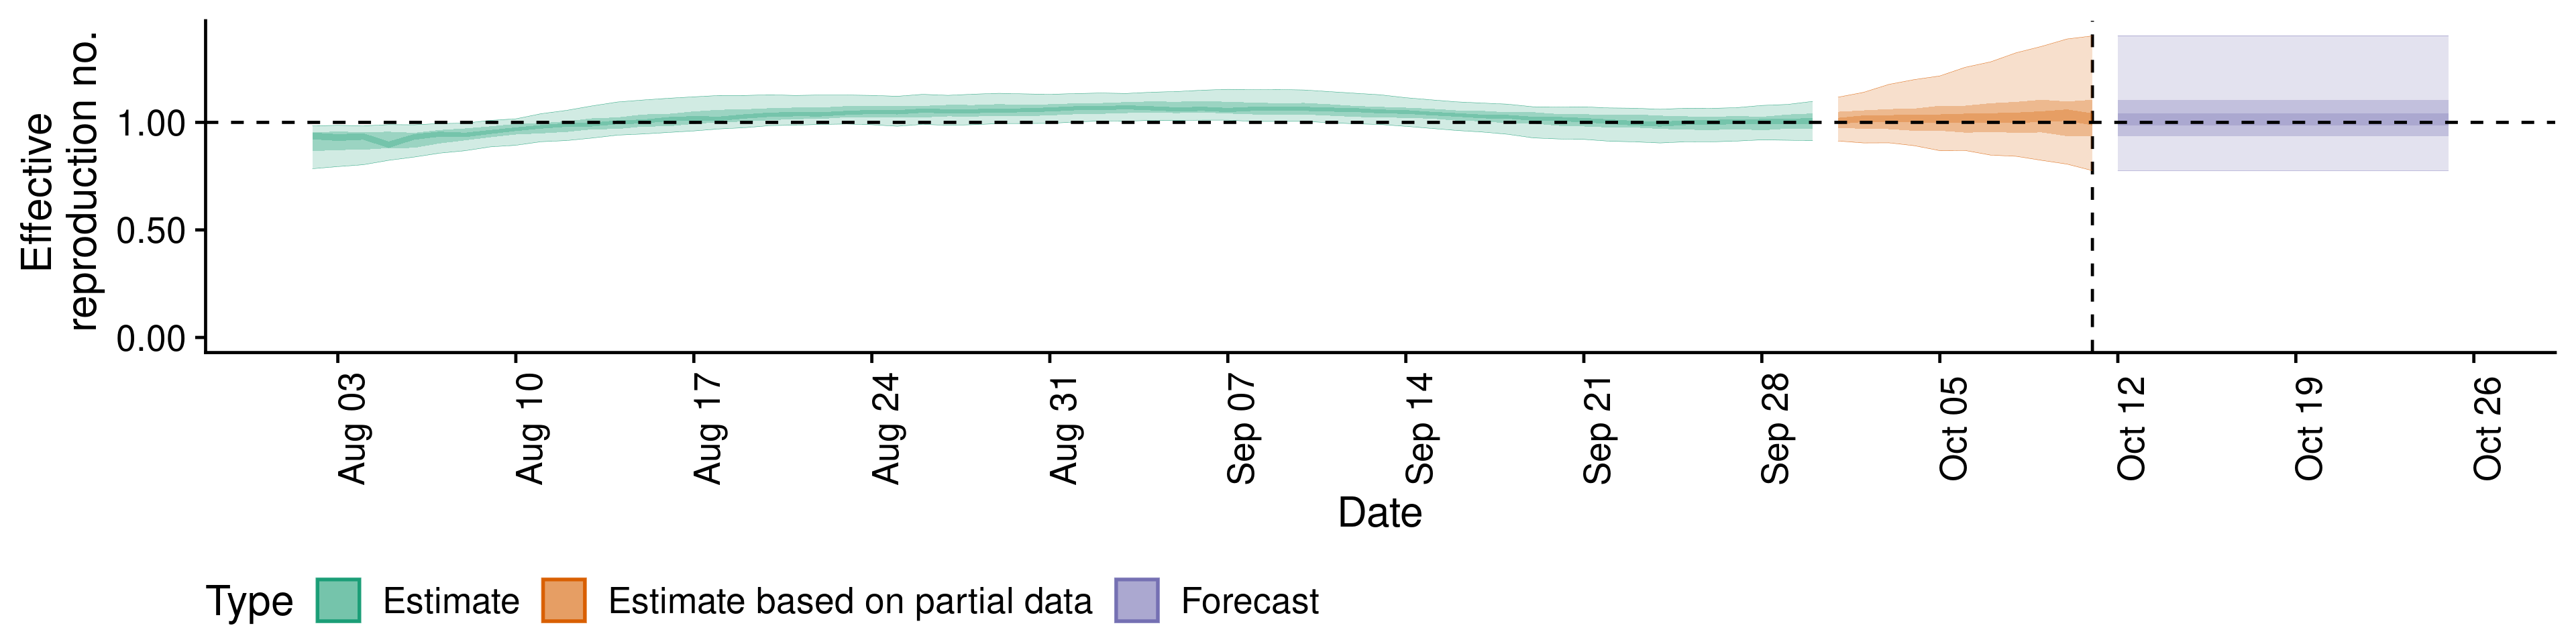 Effective
reproduction no.
1.00
0.50
0.00
Aug 03
Aug 10
Aug 17
Aug 24
Aug 31
Sep 07
Sep 14
Sep 21
Sep 28
Oct 05
Oct 12
Oct 19
Oct 26
Date
Type Estimate Estimate based on partial data Forecast